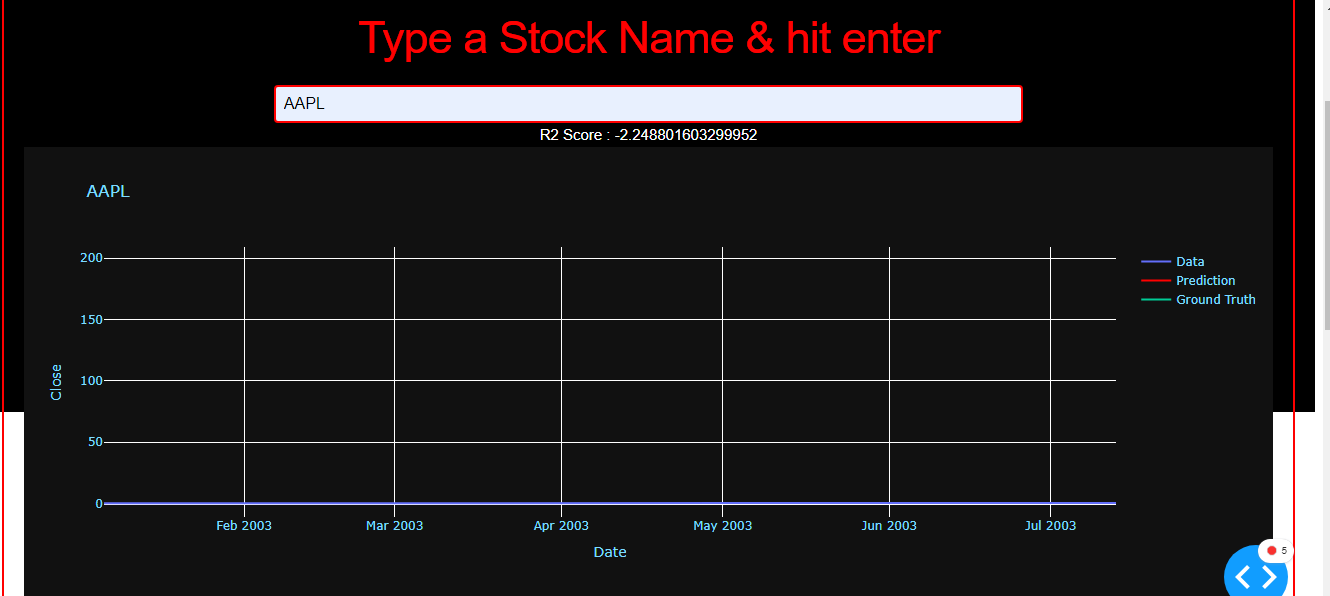 Type a Stock Name & hit enter
AAPL
R2 Score : -2.248801603299952
AAPL
200
150
100
50
0
Close
Feb 2003
Mar 2003
Apr 2003
May 2003
Jun 2003
Jul 2003
Date
Data
Prediction
Ground Truth
5